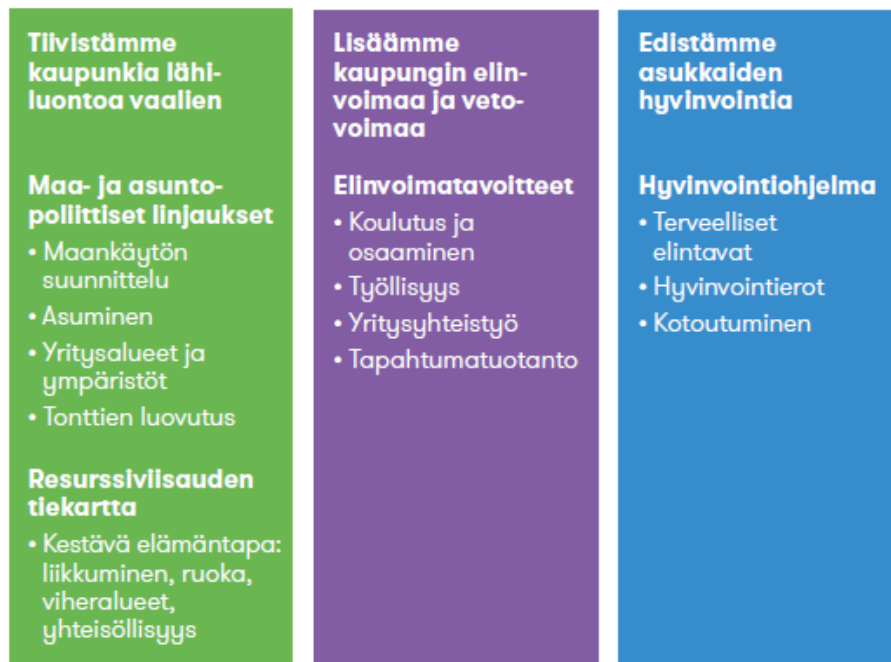 Tiivistämme
kaupunkia lähi-
luontoa vaalien
Maa- ja asunto-
poliittiset linjaukset
• Maankäytön
suunnittelu
• Asuminen
• Yritysalueet ja
ympäristöt
• Tonttien luovutus
Resurssiviisauden
tiekartta
• Kestävä elämäntapa:
liikkuminen, ruoka,
viheralueet,
yhteisöllisyys
Lisäämme
kaupungin elin-
voimaa ja veto-
voimaa
Elinvoimatavoitteet
• Koulutus ja
osaaminen
• Työllisyys
• Yritysyhteistyö
• Tapahtumatuotanto
Edistämme
asukkaiden
hyvinvointia
Hyvinvointiohjelma
• Terveelliset
elintavat
• Hyvinvointierot
• Kotoutuminen